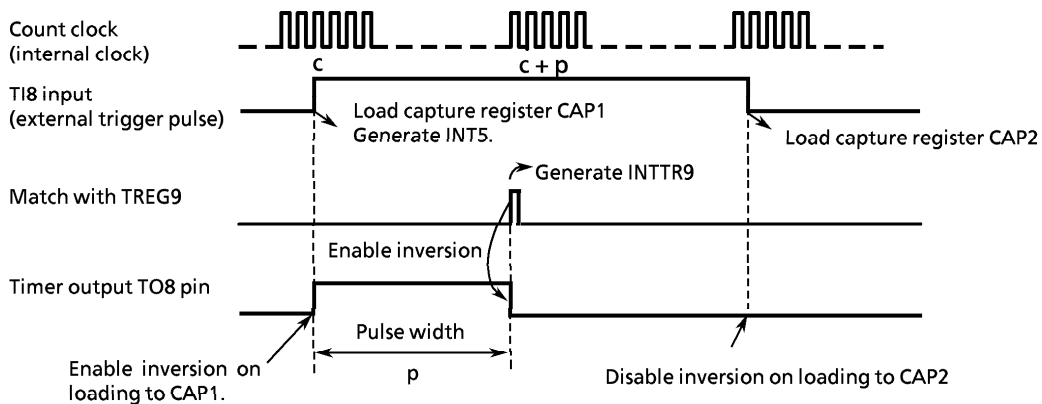 Count clock
(internal clock)
c
c + p
TI8 input
(external trigger pulse)
Load capture register CAP1
Generate INT5.
Load capture register CAP2
Generate INTTR9
Match with TREG9
Enable inversion
Timer output TO8 pin
Pulse width
p
Enable inversion on
loading to CAP1.
Disable inversion on loading to CAP2